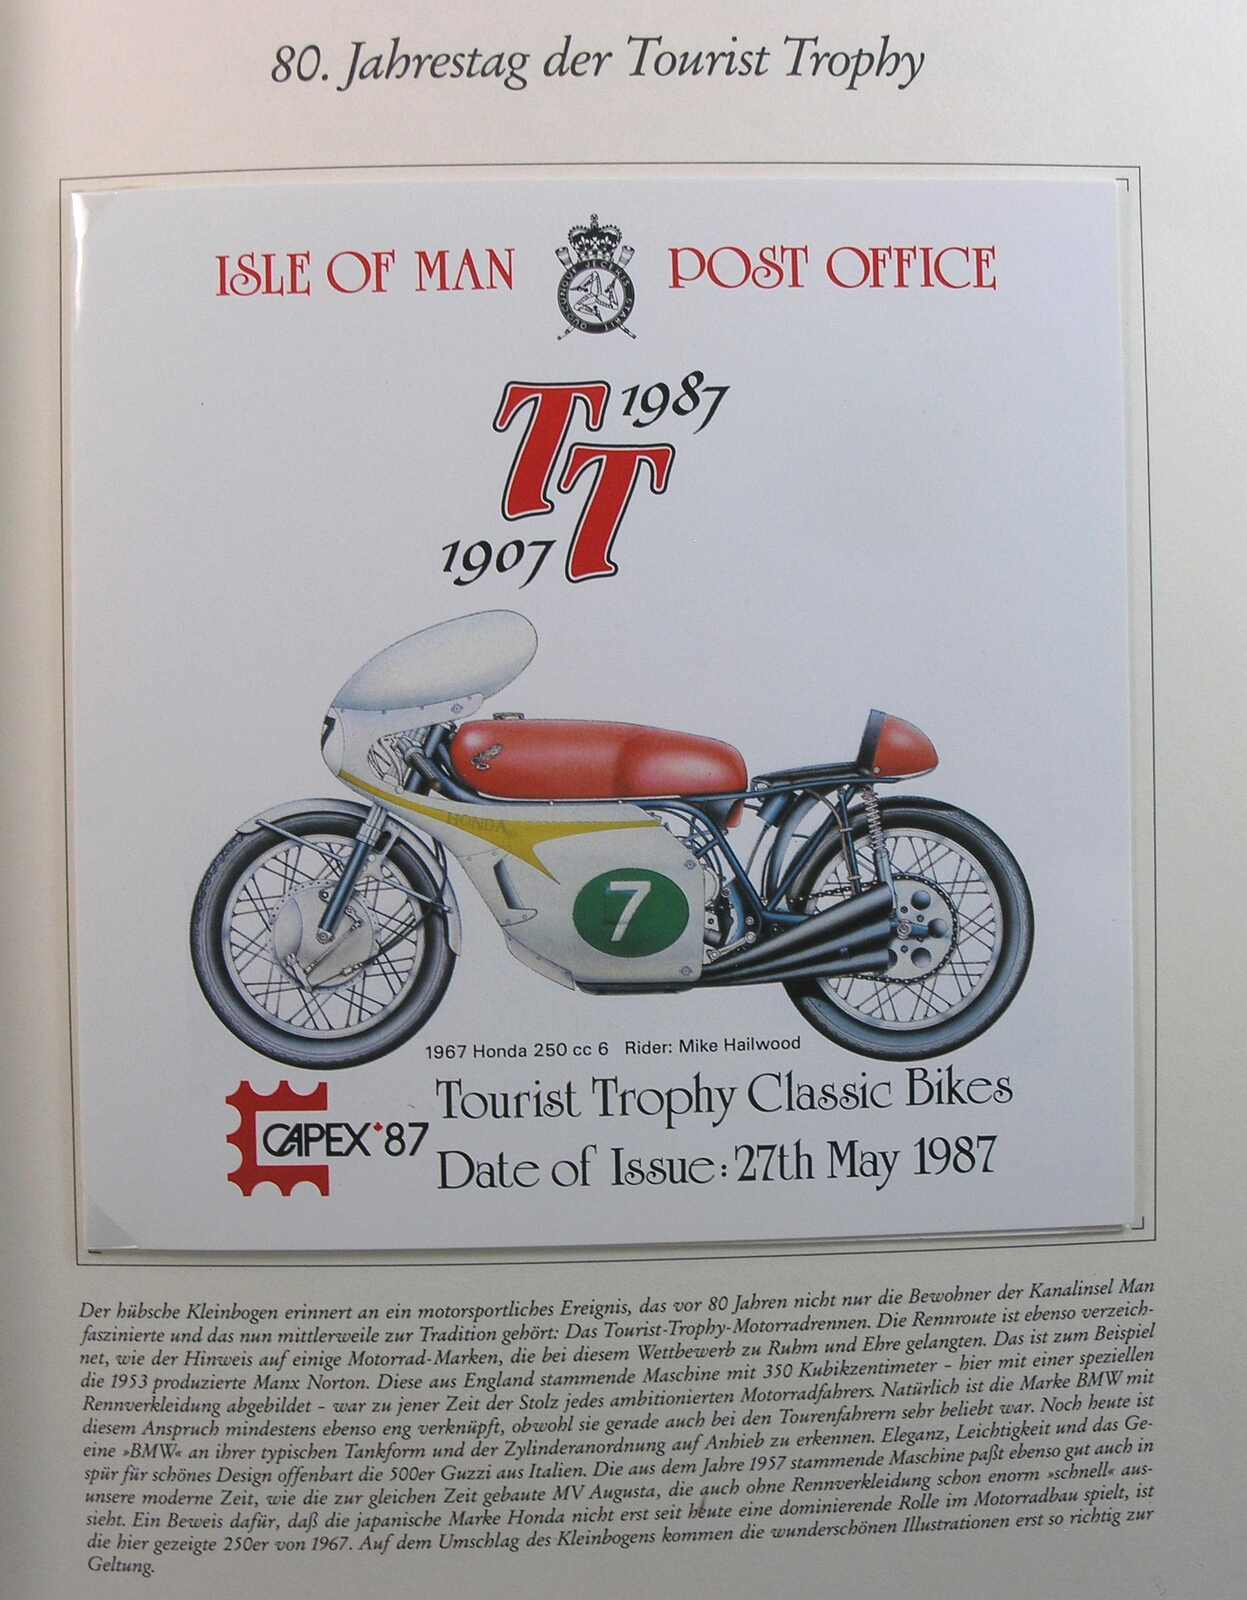 80. Jahrestag der Tourist Trophy
ISLE OF MAN POST OFFICE
QUOCUNQUE JECERIS STABIT
TT 1987
1907
7
HONDA
7
1967 Honda 250 cc 6 Rider: Mike Hailwood
CAPEX '87
Tourist Trophy Classic Bikes
Date of Issue: 27th May 1987
Der hübsche Kleinbogen erinnert an ein motorsportliches Ereignis, das vor 80 Jahren nicht nur die Bewohner der Kanalinsel Man
faszinierte und das nun mittlerweile zur Tradition gehört: Das Tourist-Trophy-Motorradrennen. Die Rennroute ist ebenso verzeich-
net, wie der Hinweis auf einige Motorrad-Marken, die bei diesem Wettbewerb zu Ruhm und Ehre gelangten. Das ist zum Beispiel
die 1953 produzierte Manx Norton. Diese aus England stammende Maschine mit 350 Kubikzentimeter – hier mit einer speziellen
Rennverkleidung abgebildet – war zu jener Zeit der Stolz jedes ambitionierten Motorradfahrers. Natürlich ist die Marke BMW mit
diesem Anspruch mindestens ebenso eng verknüpft, obwohl sie gerade auch bei den Tourenfahrern sehr beliebt war. Noch heute ist
eine »BMW« an ihrer typischen Tankform und der Zylinderanordnung auf Anhieb zu erkennen. Eleganz, Leichtigkeit und das Ge-
spür für schönes Design offenbart die 500er Guzzi aus Italien. Die aus dem Jahre 1957 stammende Maschine paßt ebenso gut auch in
unsere moderne Zeit, wie die zur gleichen Zeit gebaute MV Augusta, die auch ohne Rennverkleidung schon enorm »schnell« aus-
sieht. Ein Beweis dafür, daß die japanische Marke Honda nicht erst seit heute eine dominierende Rolle im Motorradbau spielt, ist
die hier gezeigte 250er von 1967. Auf dem Umschlag des Kleinbogens kommen die wunderschönen Illustrationen erst so richtig zur
Geltung.